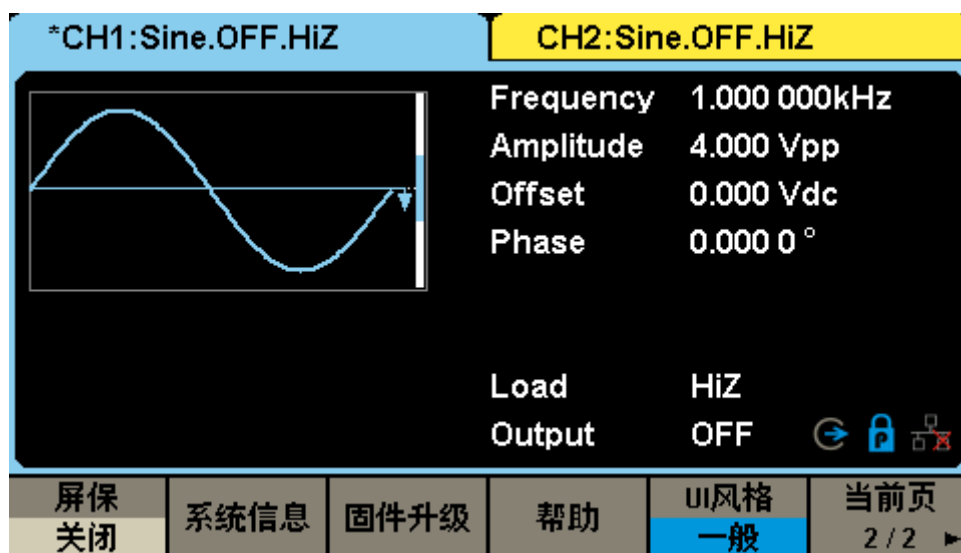 *CH1:Sine.OFF.HiZ
CH2:Sine.OFF.HiZ
Frequency 1.000 000kHz
Amplitude 4.000 Vpp
Offset 0.000 Vdc
Phase 0.000 0 °
Load HiZ
Output OFF
屏保
关闭
系统信息
固件升级
帮助
UI风格
一般
当前页
2 / 2